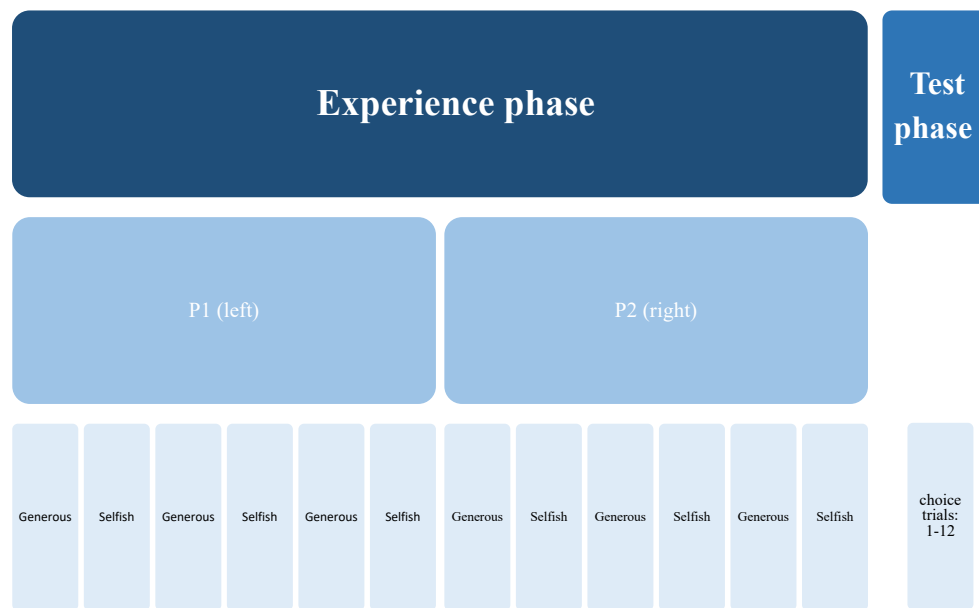 Experience phase
Test
phase
P1 (left)
P2 (right)
Generous
Selfish
Generous
Selfish
Generous
Selfish
Generous
Selfish
Generous
Selfish
Generous
Selfish
choice
trials:
1-12